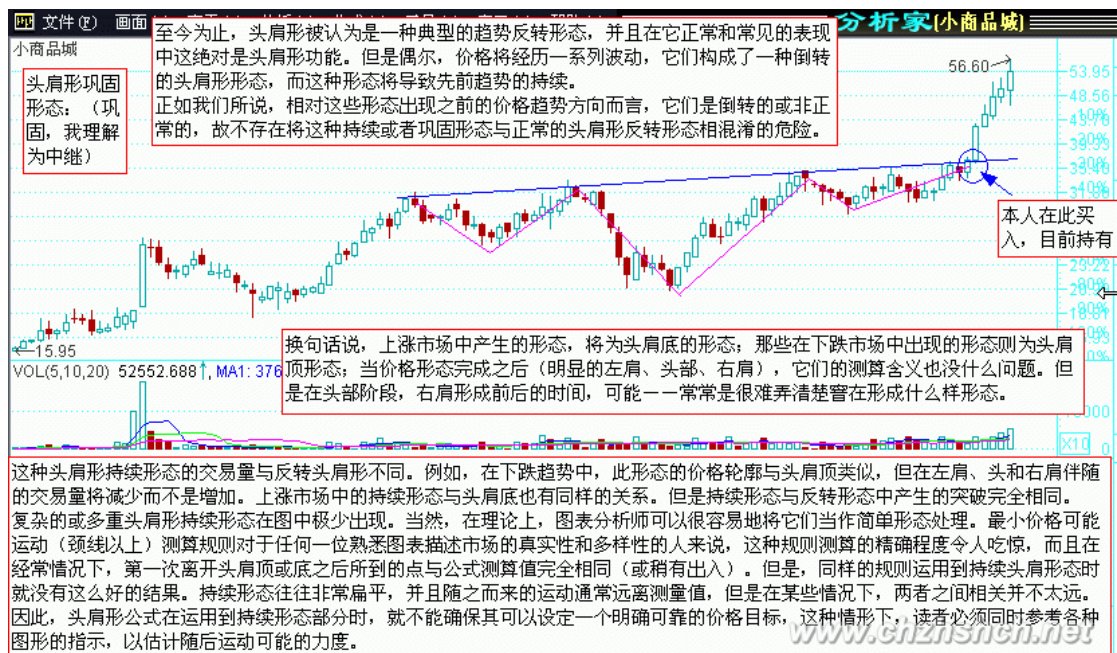 文件(F) 画面
分析家[小商品城]
小商品城
头肩形巩固
形态:(巩
固,我理解
为中继)
至今为止,头肩形被认为是一种典型的趋势反转形态,并且在它正常和常见的表现
中这绝对是头肩形功能。但是偶尔,价格将经历一系列波动,它们构成了一种倒转
的头肩形形态,而这种形态将导致先前趋势的持续。
正如我们所说,相对这些形态出现之前的价格趋势方向而言,它们是倒转的或非正
常的,故不存在将这种持续或者巩固形态与正常的头肩形反转形态相混淆的危险。
56.60
53.95
48.56
本人在此买
入,目前持有
15.95
换句话说,上涨市场中产生的形态,将为头肩底的形态;那些在下跌市场中出现的形态则为头肩
顶形态;当价格形态完成之后(明显的左肩、头部、右肩),它们的测算含义也没什么问题。但
是在头部阶段,右肩形成前后的时间,可能——常常是很难弄清楚窨在形成什么样形态。
VOL(5,10,20) 52552.688↑, MA1: 376
X10
0
这种头肩形持续形态的交易量与反转头肩形不同。例如,在下跌趋势中,此形态的价格轮廓与头肩顶类似,但在左肩、头和右肩伴随
的交易量将减少而不是增加。上涨市场中的持续形态与头肩底也有同样的关系。但是持续形态与反转形态中产生的突破完全相同。
复杂的或多重头肩形持续形态在图中极少出现。当然,在理论上,图表分析师可以很容易地将它们当作简单形态处理。最小价格可能
运动(颈线以上)测算规则对于任何一位熟悉图表描述市场的真实性和多样性的人来说,这种规则测算的精确程度令人吃惊,而且在
经常情况下,第一次离开头肩顶或底之后所到的点与公式测算值完全相同(或稍有出入)。但是,同样的规则运用到持续头肩形态时
就没有这么好的结果。持续形态往往非常扁平,并且随之而来的运动通常远离测量值,但是在某些情况下,两者之间相关并不太远。
因此,头肩形公式在运用到持续形态部分时,就不能确保其可以设定一个明确可靠的价格目标,这种情形下,读者必须同时参考各种
图形的指示,以估计随后运动可能的力度。
www.chznshch.net